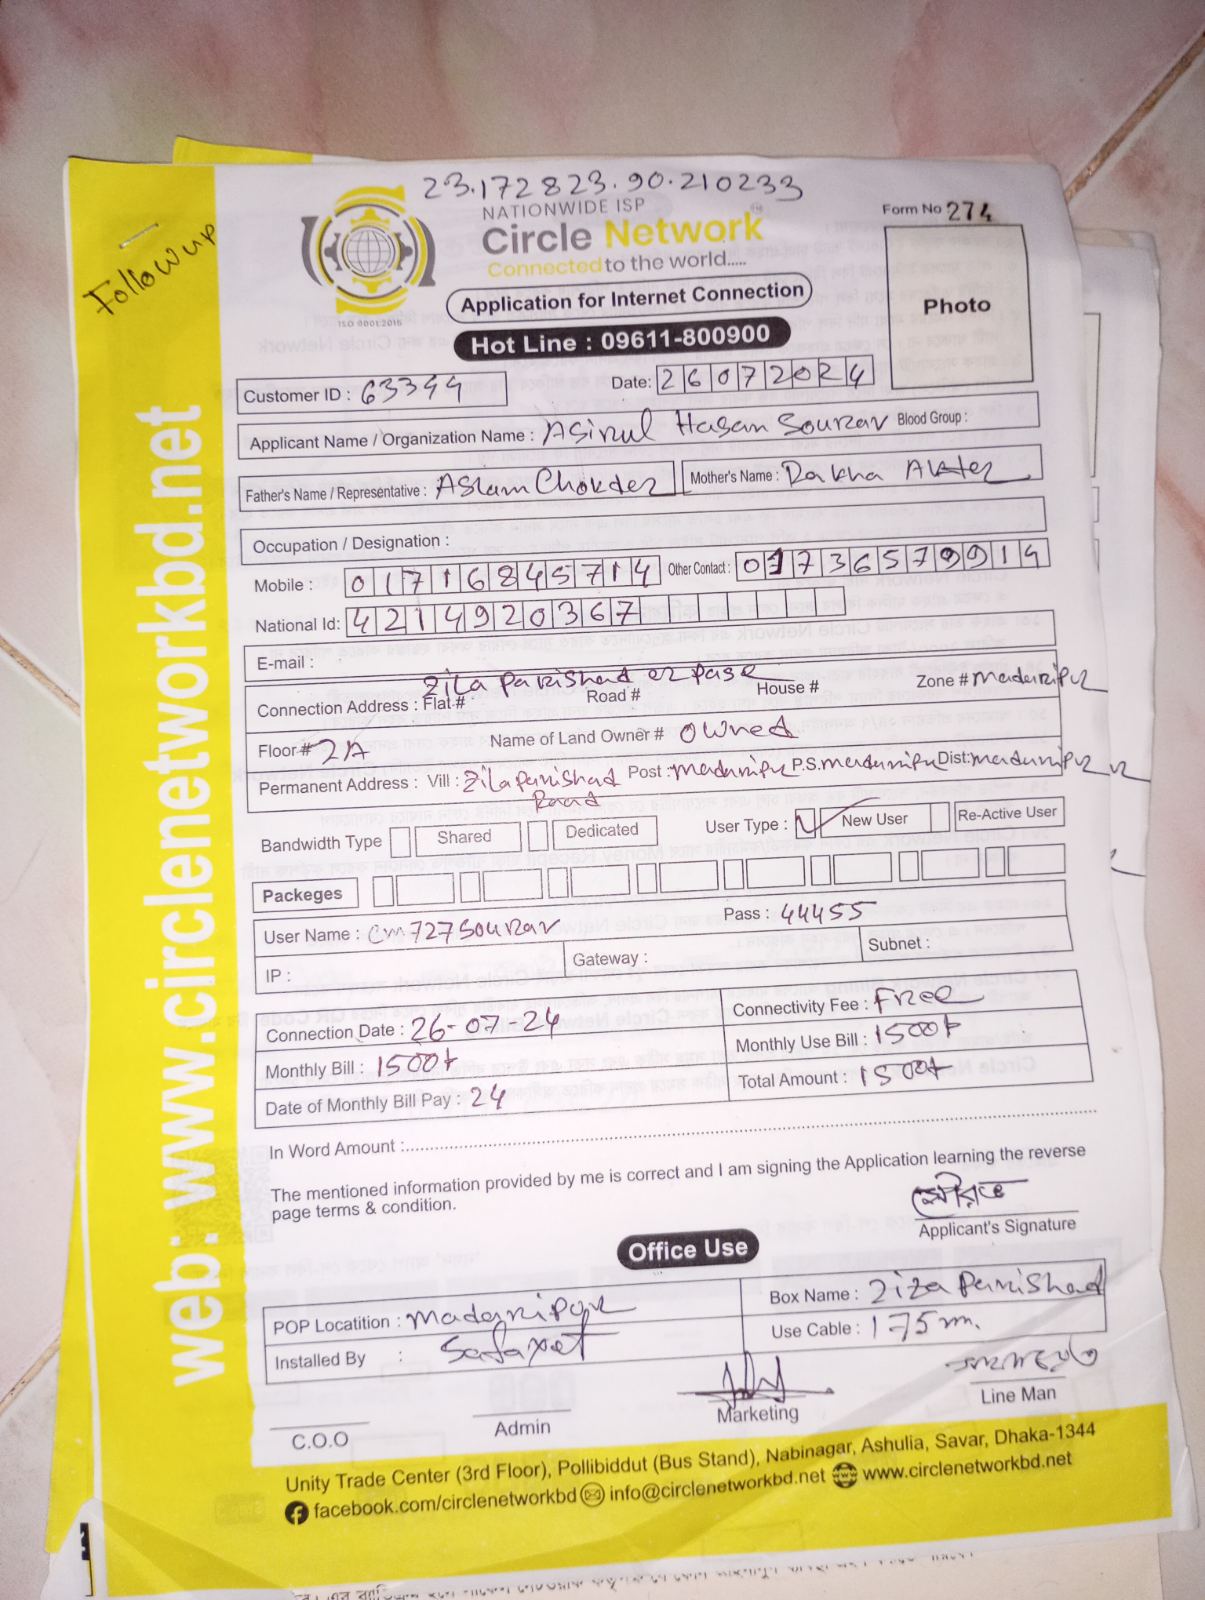 23.172823.90.210233
Followup
NATIONWIDE ISP
Circle Network
Connected to the world.....
ISO 9001:2015
Form No 274
Photo
Application for Internet Connection
Hot Line : 09611-800900
Customer ID : 63399 Date: 26072024
Applicant Name / Organization Name : Asirul Hasan Sourav Blood Group :
Father's Name / Representative : Aslam Chokder Mother's Name : Rakha Akter
Occupation / Designation :
Mobile : 01716845714 Other Contact : 01736579914
National Id: 4214920367
E-mail :
Zila parishad er pase
Connection Address : Flat # Road # House # Zone # madaripur
Floor # 2A Name of Land Owner # owned
Permanent Address : Vill : Zila parishad Post : madaripur P.S. madaripur Dist: madaripur
Road
Bandwidth Type Shared Dedicated User Type : New User Re-Active User
Packeges
User Name : cm727sourav Pass : 44455
IP : Gateway : Subnet :
Connection Date : 26-07-24 Connectivity Fee : Free
Monthly Bill : 1500t Monthly Use Bill : 1500t
Date of Monthly Bill Pay : 24 Total Amount : 1500t
In Word Amount :
The mentioned information provided by me is correct and I am signing the Application learning the reverse
page terms & condition.
সৌরভ
Applicant's Signature
Office Use
POP Locatition : madaripur Box Name : Zila Parishad
Installed By : Use Cable : 175m.
C.O.O Admin Marketing Line Man
Unity Trade Center (3rd Floor), Pollibiddut (Bus Stand), Nabinagar, Ashulia, Savar, Dhaka-1344
facebook.com/circlenetworkbd info@circlenetworkbd.net www.circlenetworkbd.net
web: www.circlenetworkbd.net